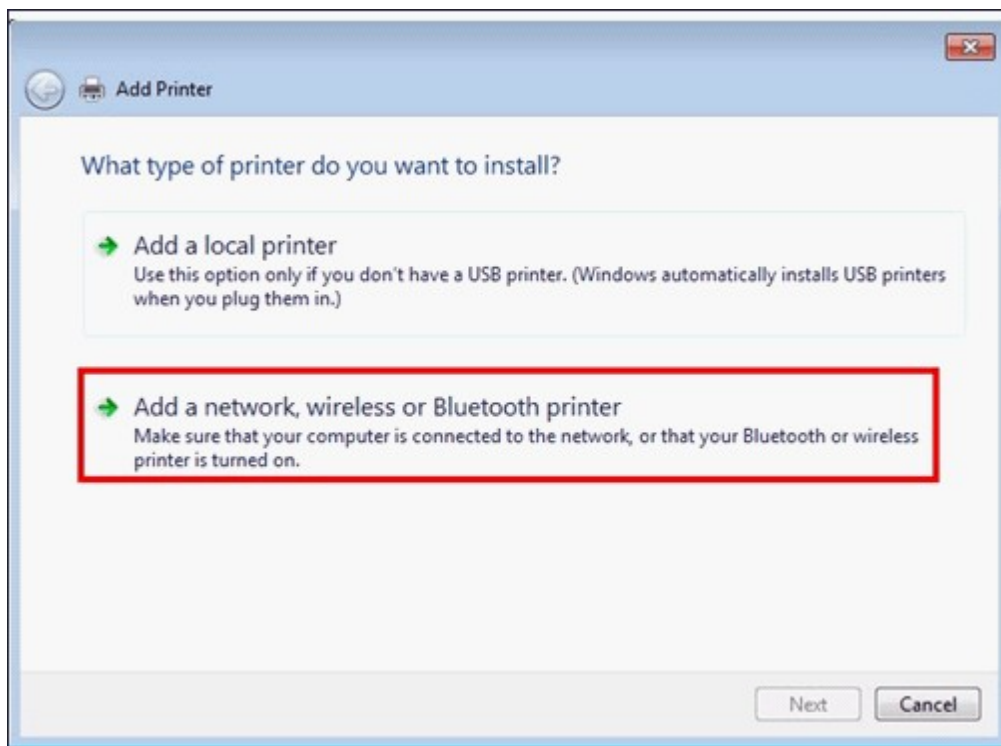 Add Printer
What type of printer do you want to install?
Add a local printer
Use this option only if you don't have a USB printer. (Windows automatically installs USB printers
when you plug them in.)
Add a network, wireless or Bluetooth printer
Make sure that your computer is connected to the network, or that your Bluetooth or wireless
printer is turned on.
Next Cancel